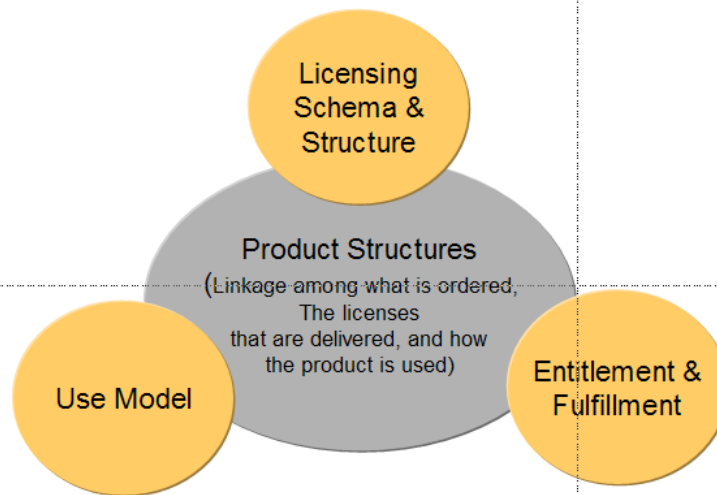 Licensing
Schema &
Structure
Product Structures
(Linkage among what is ordered,
The licenses
that are delivered, and how
the product is used)
Use Model
Entitlement &
Fulfillment